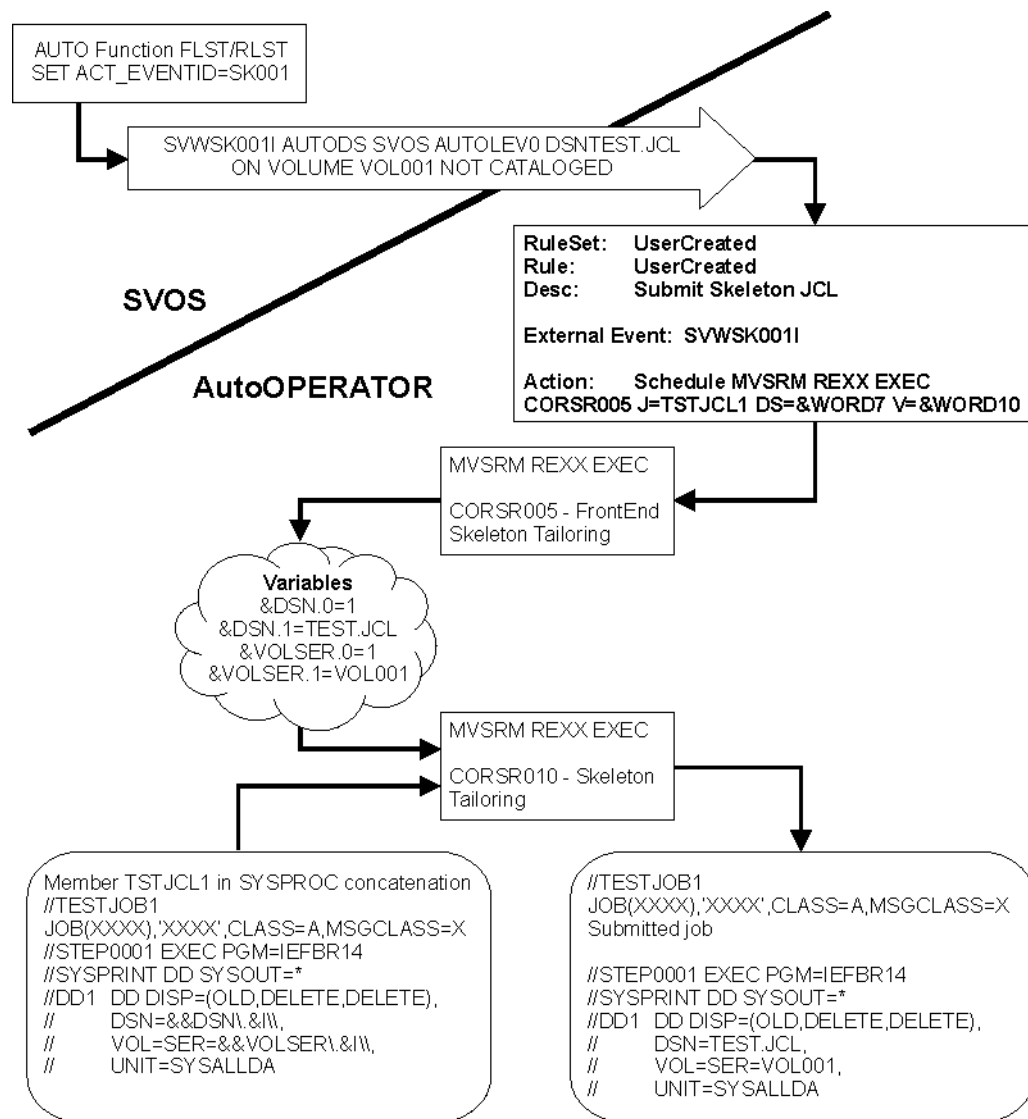 AUTO Function FLST/RLST
SET ACT_EVENTID=SK001
SVWSK001I AUTODS SVOS AUTOLEV0 DSNTEST.JCL
ON VOLUME VOL001 NOT CATALOGED
RuleSet: UserCreated
Rule: UserCreated
Desc: Submit Skeleton JCL
External Event: SVWSK001I
Action: Schedule MVSRM REXX EXEC
CORSR005 J=TSTJCL1 DS=&WORD7 V=&WORD10
SVOS
AutoOPERATOR
MVSRM REXX EXEC
CORSR005 - FrontEnd
Skeleton Tailoring
Variables
&DSN.0=1
&DSN.1=TEST.JCL
&VOLSER.0=1
&VOLSER.1=VOL001
MVSRM REXX EXEC
CORSR010 - Skeleton
Tailoring
Member TSTJCL1 in SYSPROC concatenation
//TESTJOB1
JOB(XXXX),'XXXX',CLASS=A,MSGCLASS=X
//STEP0001 EXEC PGM=IEFBR14
//SYSPRINT DD SYSOUT=*
//DD1 DD DISP=(OLD,DELETE,DELETE),
// DSN=&&DSN\.&I\\,
// VOL=SER=&&VOLSER\.&I\\,
// UNIT=SYSALLDA
//TESTJOB1
JOB(XXXX),'XXXX',CLASS=A,MSGCLASS=X
Submitted job
//STEP0001 EXEC PGM=IEFBR14
//SYSPRINT DD SYSOUT=*
//DD1 DD DISP=(OLD,DELETE,DELETE),
// DSN=TEST.JCL,
// VOL=SER=VOL001,
// UNIT=SYSALLDA